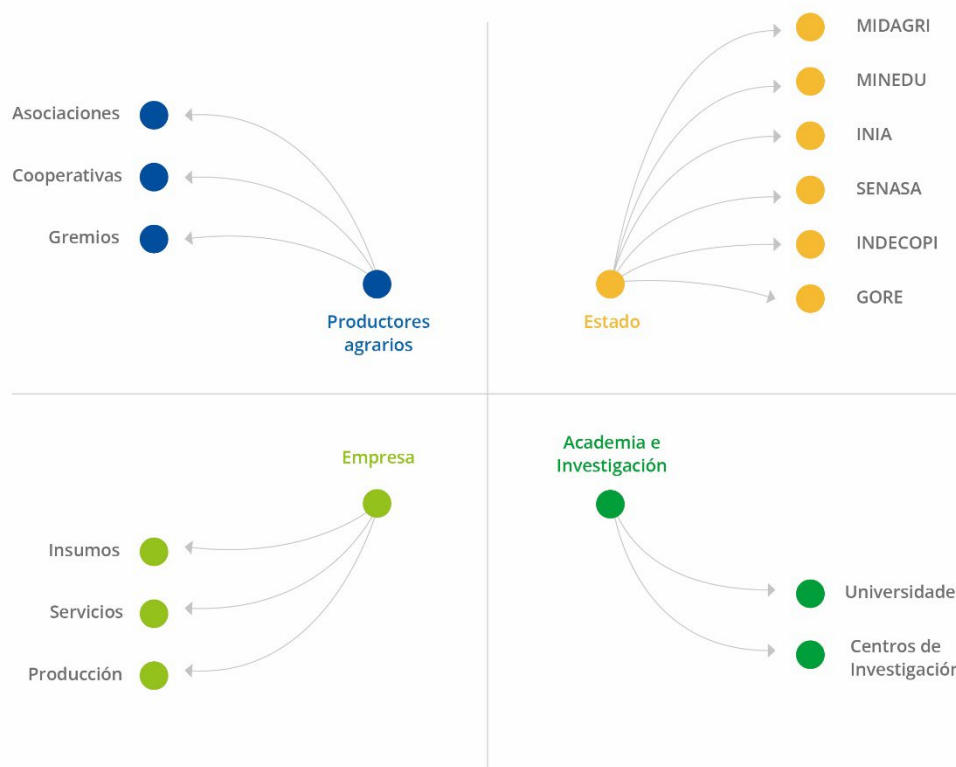 Asociaciones
Cooperativas
Gremios
Productores
agrarios
MIDAGRI
MINEDU
INIA
SENASA
INDECOPI
GORE
Estado
Empresa
Insumos
Servicios
Producción
Academia e
Investigación
Universidade
Centros de
Investigación